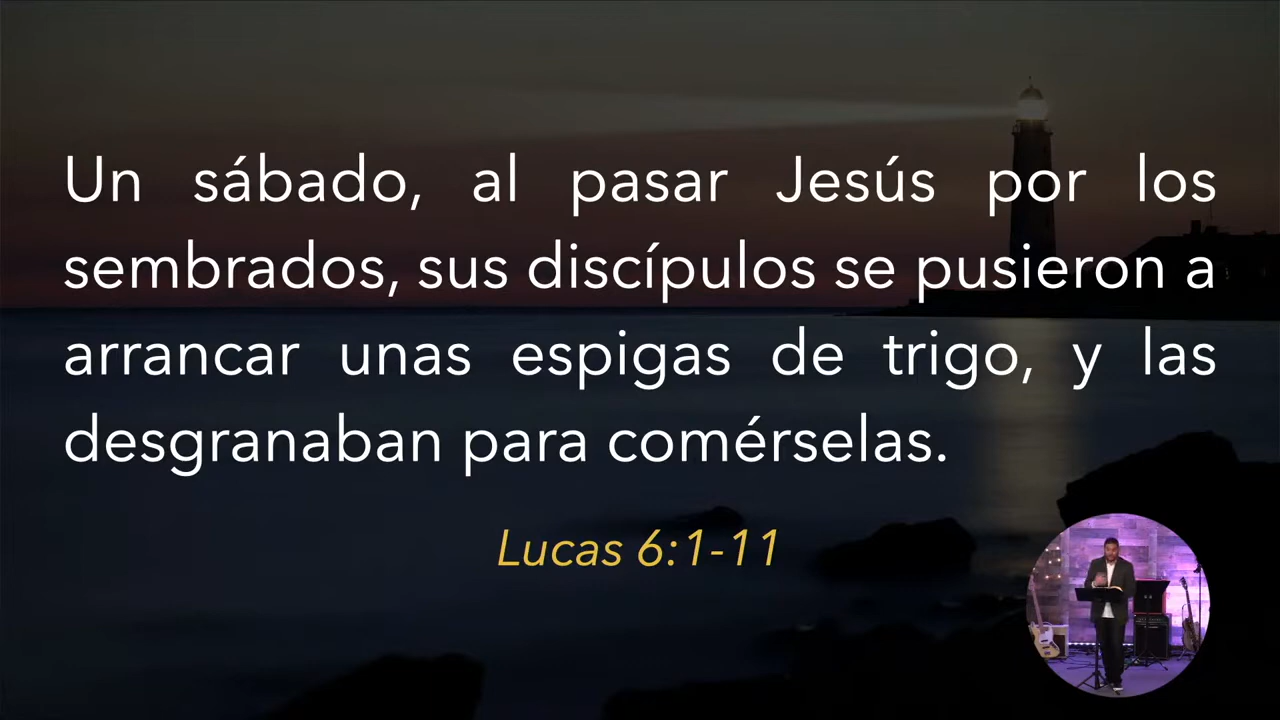 Un sábado, al pasar Jesús por los
sembrados, sus discípulos se pusieron a
arrancar unas espigas de trigo, y las
desgranaban para comérselas.
Lucas 6:1-11